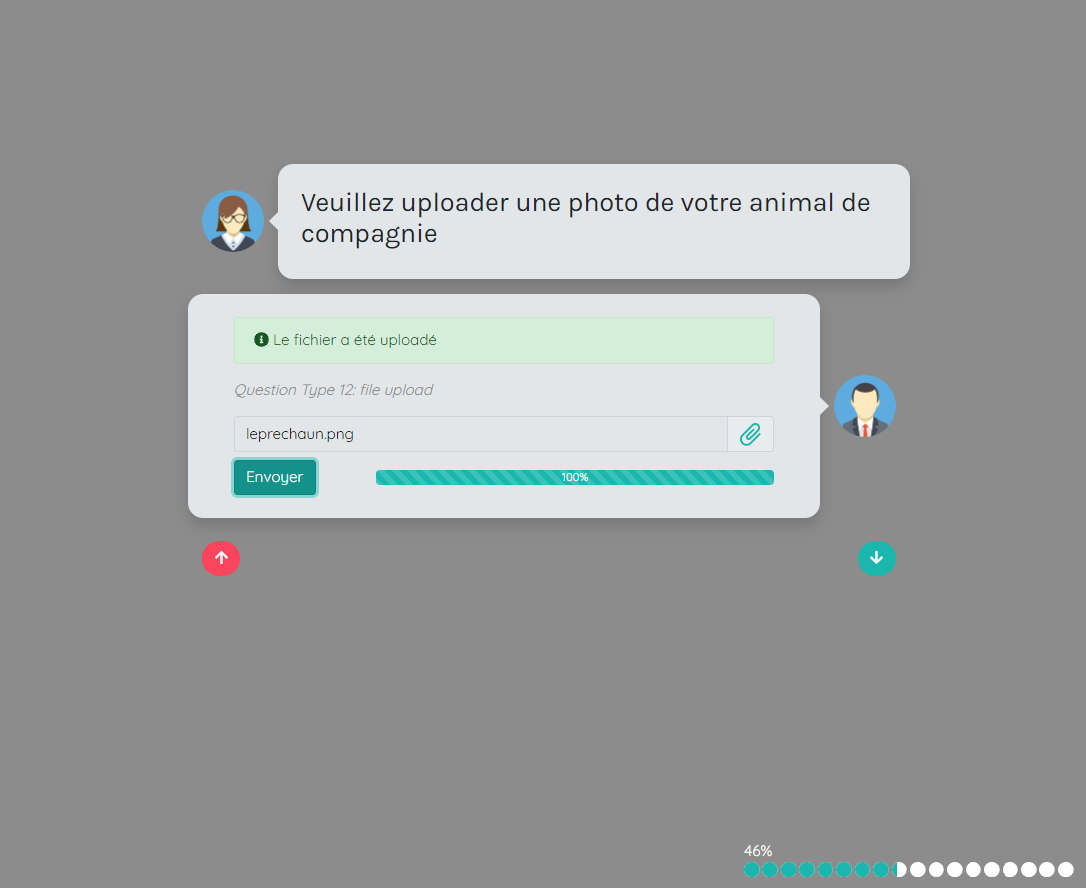 Veuillez uploader une photo de votre animal de
compagnie
Le fichier a été uploadé
Question Type 12: file upload
leprechaun.png
Envoyer
100%
46%